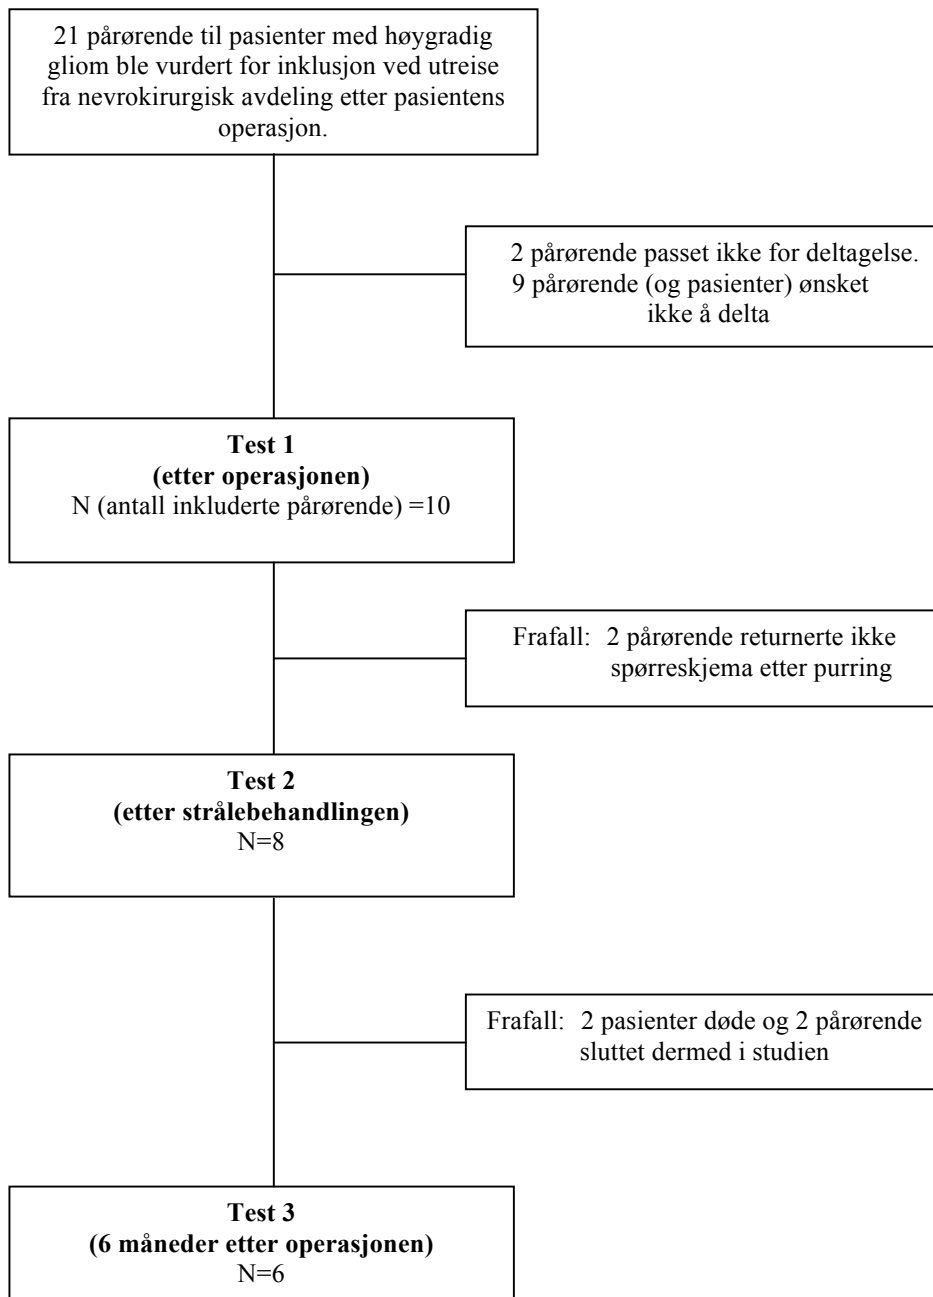 21 pårørende til pasienter med høygradig
gliom ble vurdert for inklusjon ved utreise
fra nevrokirurgisk avdeling etter pasientens
operasjon.
2 pårørende passet ikke for deltagelse.
9 pårørende (og pasienter) ønsket
ikke å delta
Test 1
(etter operasjonen)
N (antall inkluderte pårørende) =10
Frafall: 2 pårørende returnerte ikke
spørreskjema etter purring
Test 2
(etter strålebehandlingen)
N=8
Frafall: 2 pasienter døde og 2 pårørende
sluttet dermed i studien
Test 3
(6 måneder etter operasjonen)
N=6